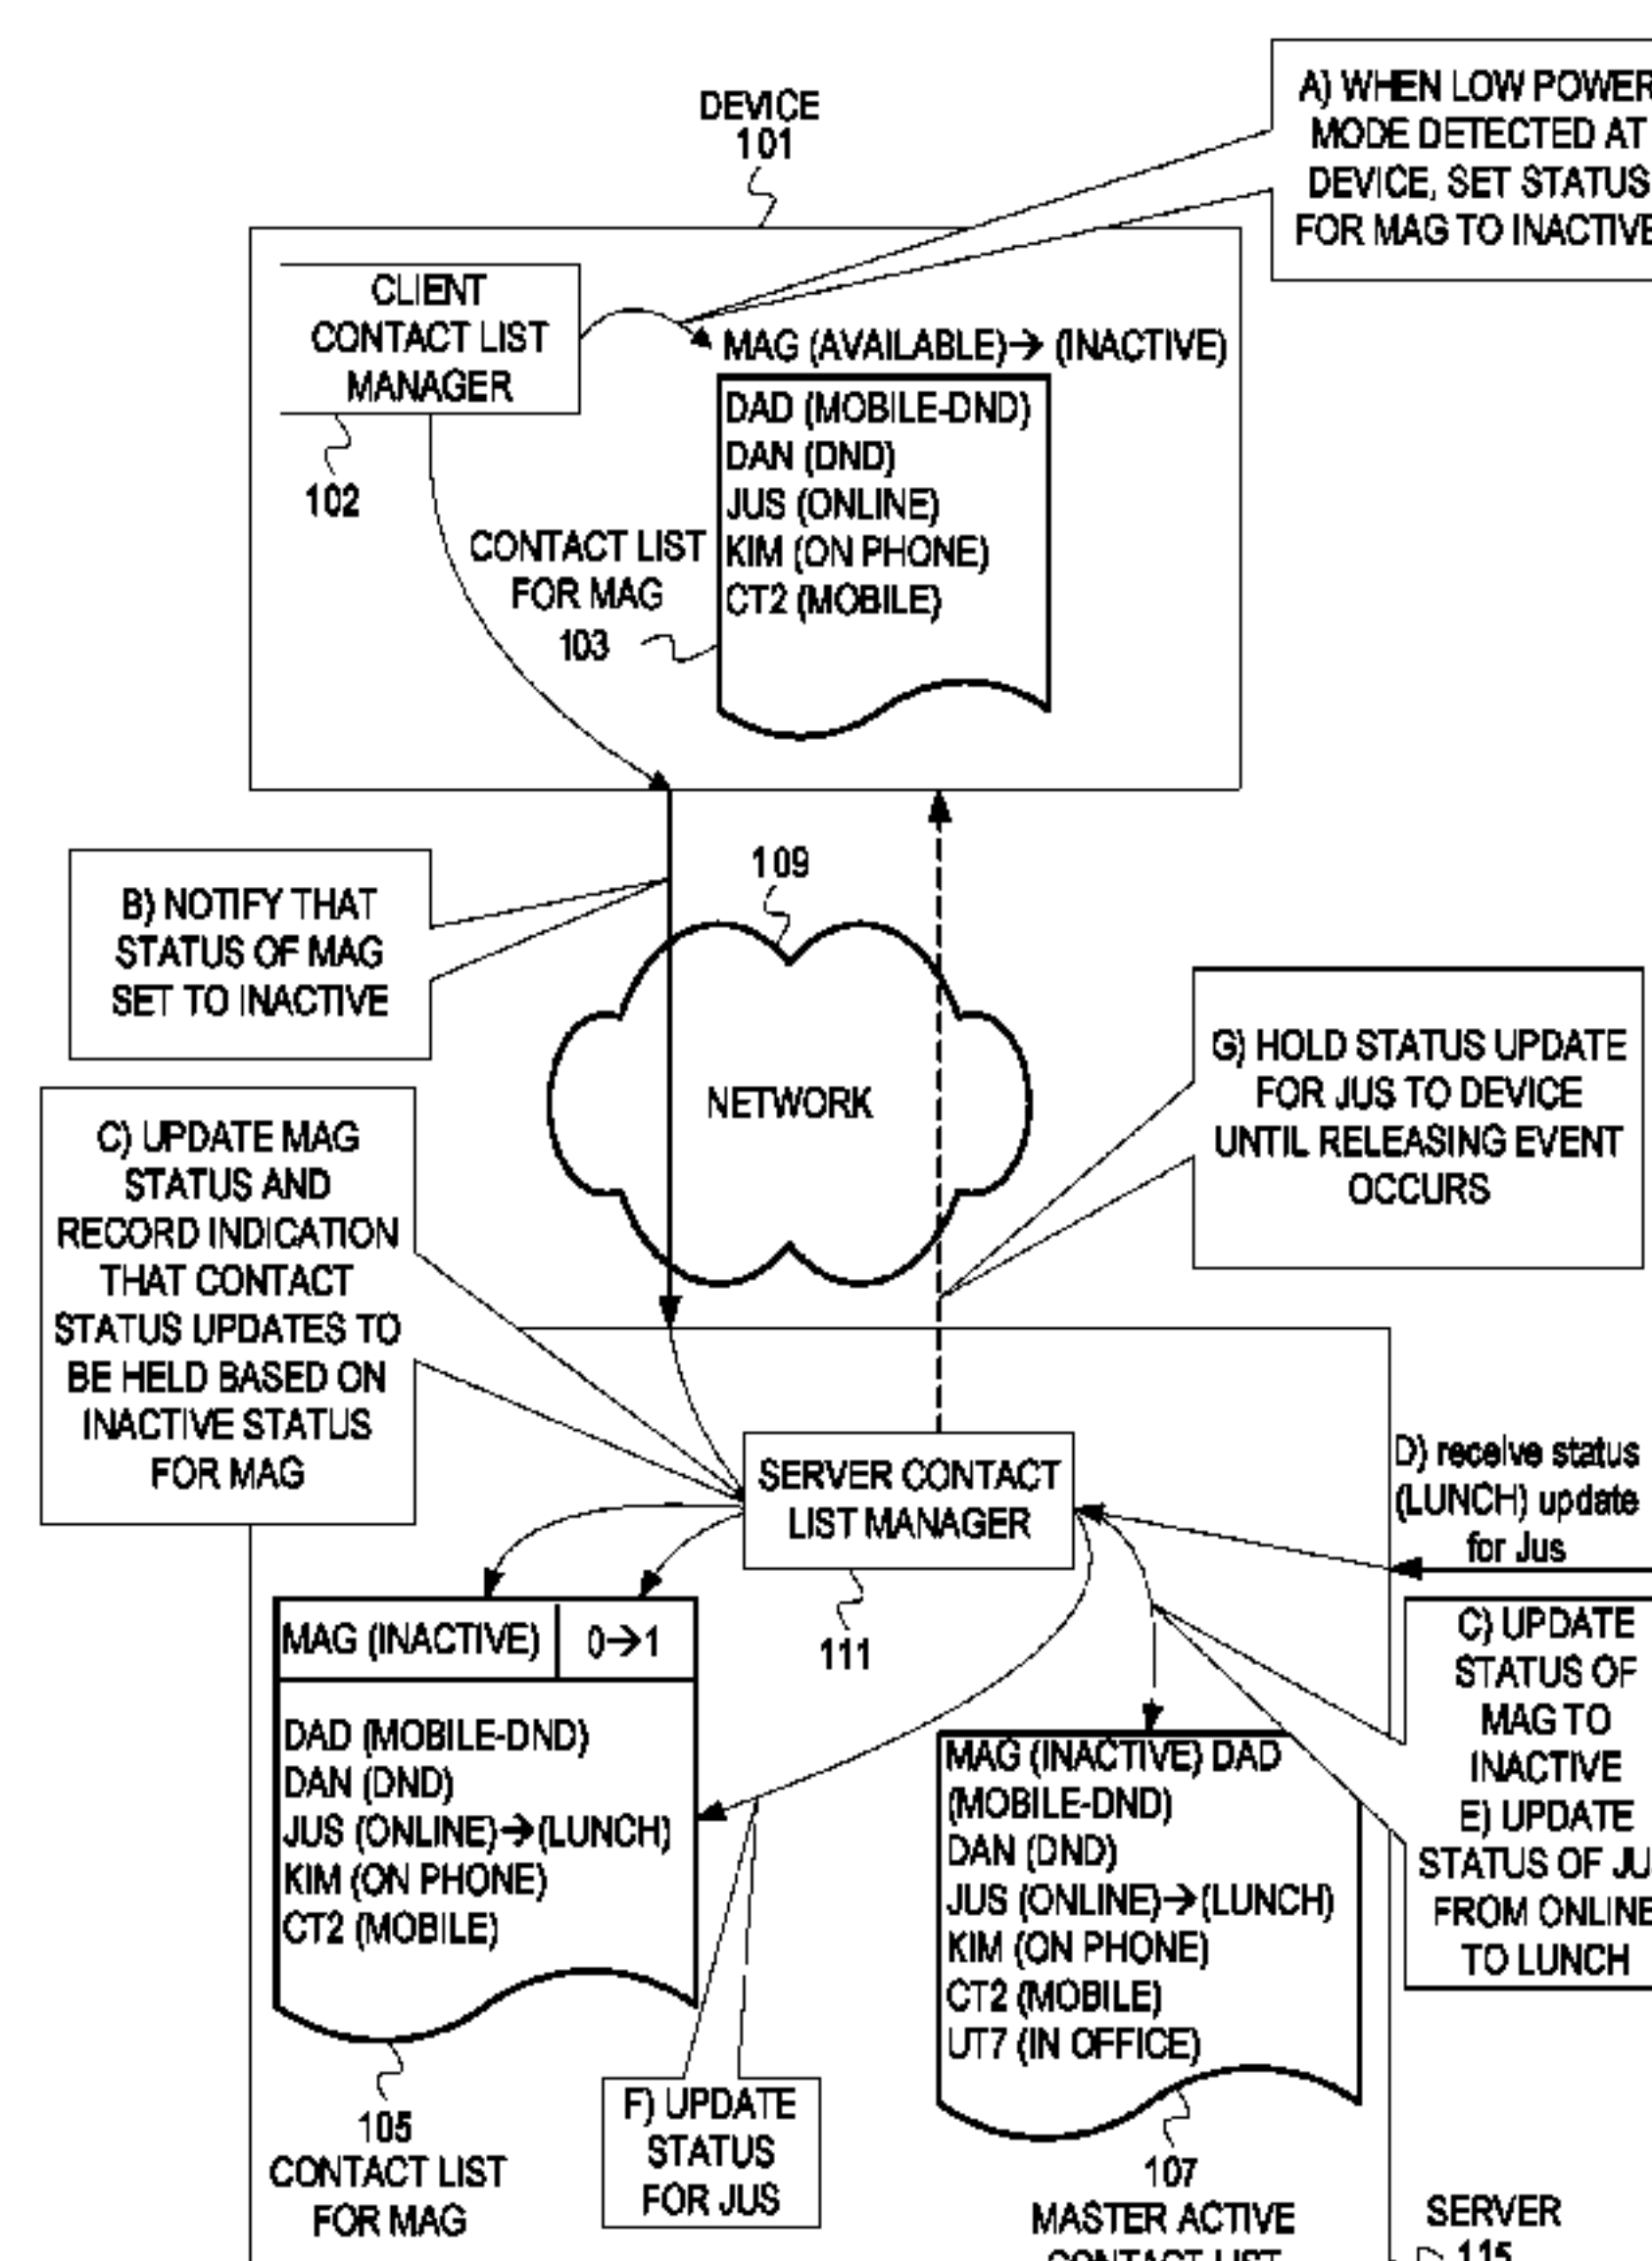 DEVICE
101
A) WHEN LOW POWER
MODE DETECTED AT
DEVICE, SET STATUS
FOR MAG TO INACTIVE
CLIENT
CONTACT LIST
MANAGER
102
MAG (AVAILABLE)→ (INACTIVE)
DAD (MOBILE-DND)
DAN (DND)
JUS (ONLINE)
KIM (ON PHONE)
CT2 (MOBILE)
CONTACT LIST
FOR MAG
103
B) NOTIFY THAT
STATUS OF MAG
SET TO INACTIVE
109
NETWORK
G) HOLD STATUS UPDATE
FOR JUS TO DEVICE
UNTIL RELEASING EVENT
OCCURS
C) UPDATE MAG
STATUS AND
RECORD INDICATION
THAT CONTACT
STATUS UPDATES TO
BE HELD BASED ON
INACTIVE STATUS
FOR MAG
SERVER CONTACT
LIST MANAGER
111
D) receive status
(LUNCH) update
for Jus
C) UPDATE
STATUS OF
MAG TO
INACTIVE
E) UPDATE
STATUS OF JU
FROM ONLINE
TO LUNCH
MAG (INACTIVE)
0→1
DAD (MOBILE-DND)
DAN (DND)
JUS (ONLINE)→(LUNCH)
KIM (ON PHONE)
CT2 (MOBILE)
105
CONTACT LIST
FOR MAG
F) UPDATE
STATUS
FOR JUS
MAG (INACTIVE) DAD
(MOBILE-DND)
DAN (DND)
JUS (ONLINE)→(LUNCH)
KIM (ON PHONE)
CT2 (MOBILE)
UT7 (IN OFFICE)
107
MASTER ACTIVE
CONTACT LIST
SERVER
115